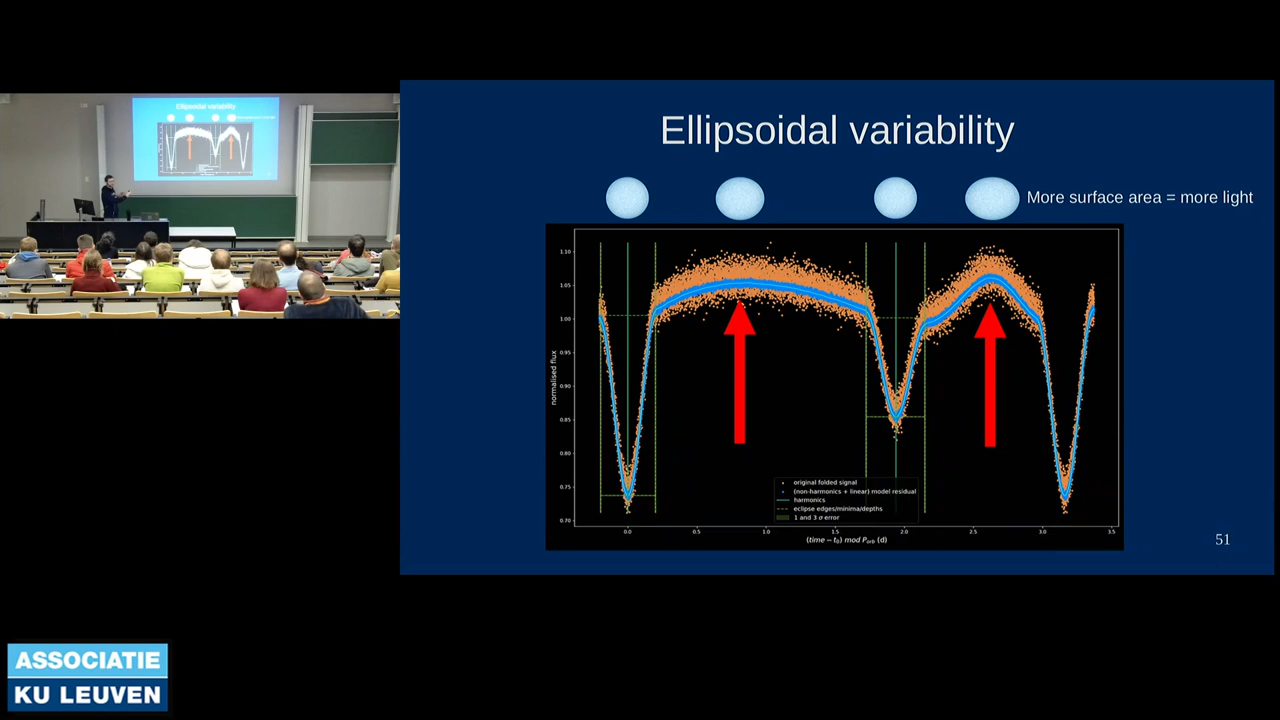 Ellipsoidal variability
Ellipsoidal variability
More surface area = more light
1.10
1.05
1.00
0.95
0.90
0.85
0.80
0.75
0.70
normalised flux
original folded signal
(non-harmonics + linear) model residual
harmonics
eclipse edges/minima/depths
1 and 3 σ error
0.0 0.5 1.0 1.5 2.0 2.5 3.0 3.5
(time − t₀) mod Pₒᵣb (d)
51
ASSOCIATIE
KU LEUVEN